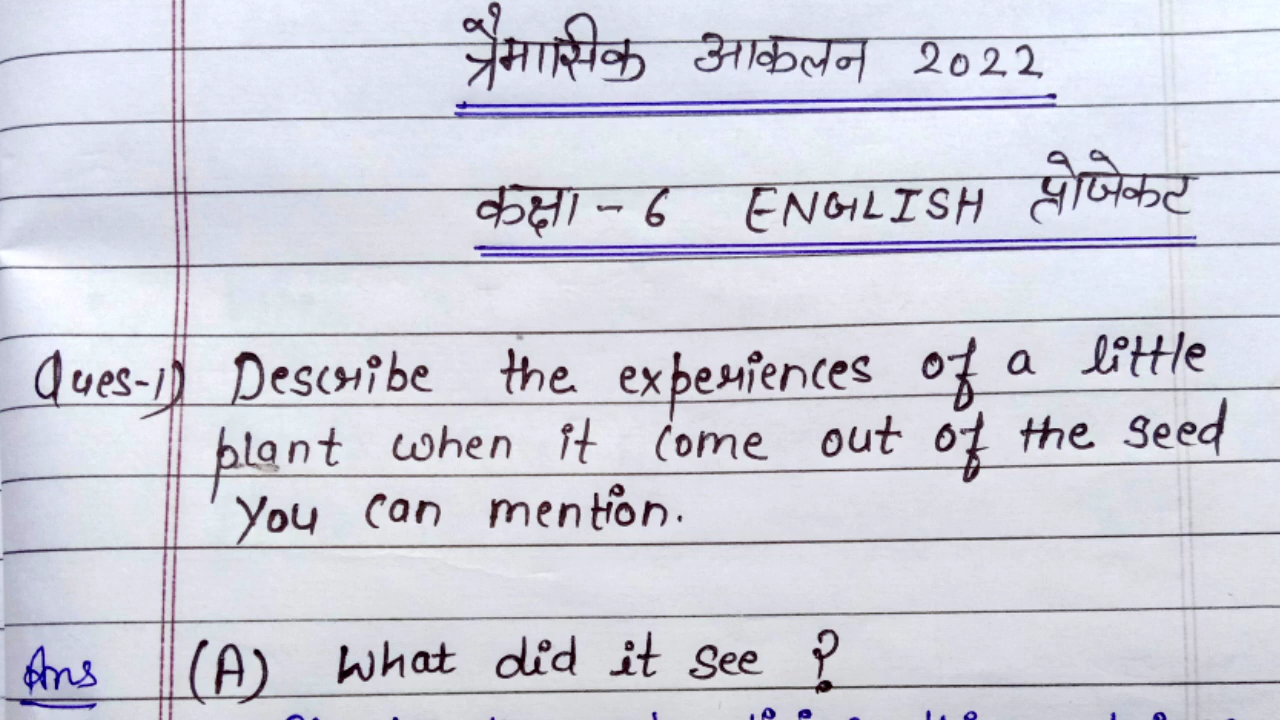 त्रैमासीक आकलन 2022
कक्षा - 6 ENGLISH प्रोजेकट
Ques-1) Describe the experiences of a little
plant when it come out of the seed
you can mention.
Ans (A) What did it see ?